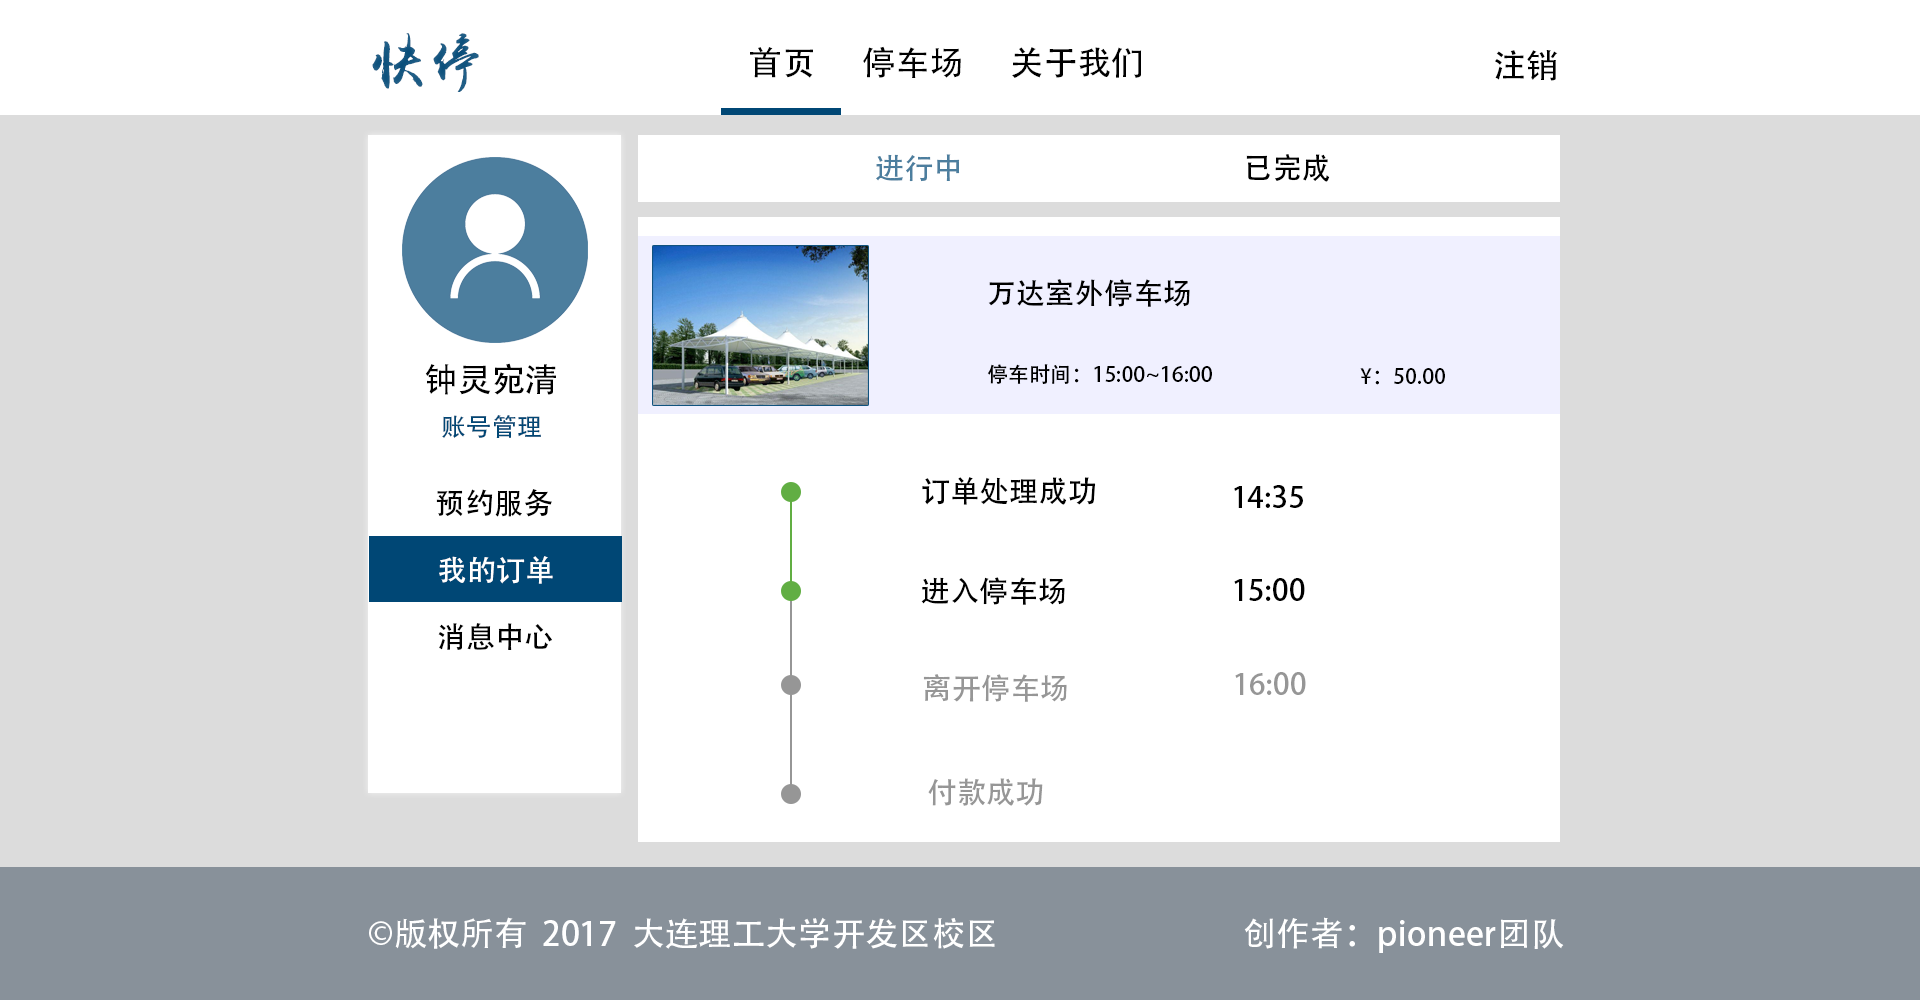 快停
首页 停车场 关于我们 注销
进行中 已完成
钟灵宛清
账号管理
预约服务
我的订单
消息中心
万达室外停车场
停车时间：15:00~16:00 ¥：50.00
订单处理成功 14:35
进入停车场 15:00
离开停车场 16:00
付款成功
©版权所有 2017 大连理工大学开发区校区 创作者：pioneer团队